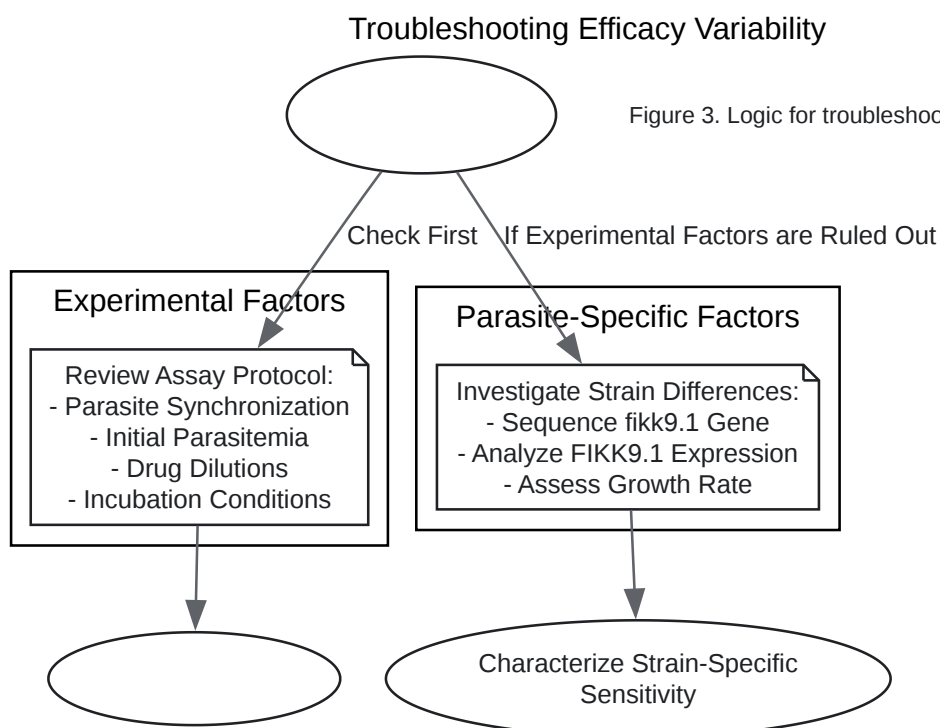 Troubleshooting Efficacy Variability
Figure 3. Logic for
Check First
If Experimental Factors are Ruled Out
Experimental Factors
Review Assay Protocol:
- Parasite Synchronization
- Initial Parasitemia
- Drug Dilutions
- Incubation Conditions
Parasite-Specific Factors
Investigate Strain Differences:
- Sequence fikk9.1 Gene
- Analyze FIKK9.1 Expression
- Assess Growth Rate
Characterize Strain-Specific
Sensitivity